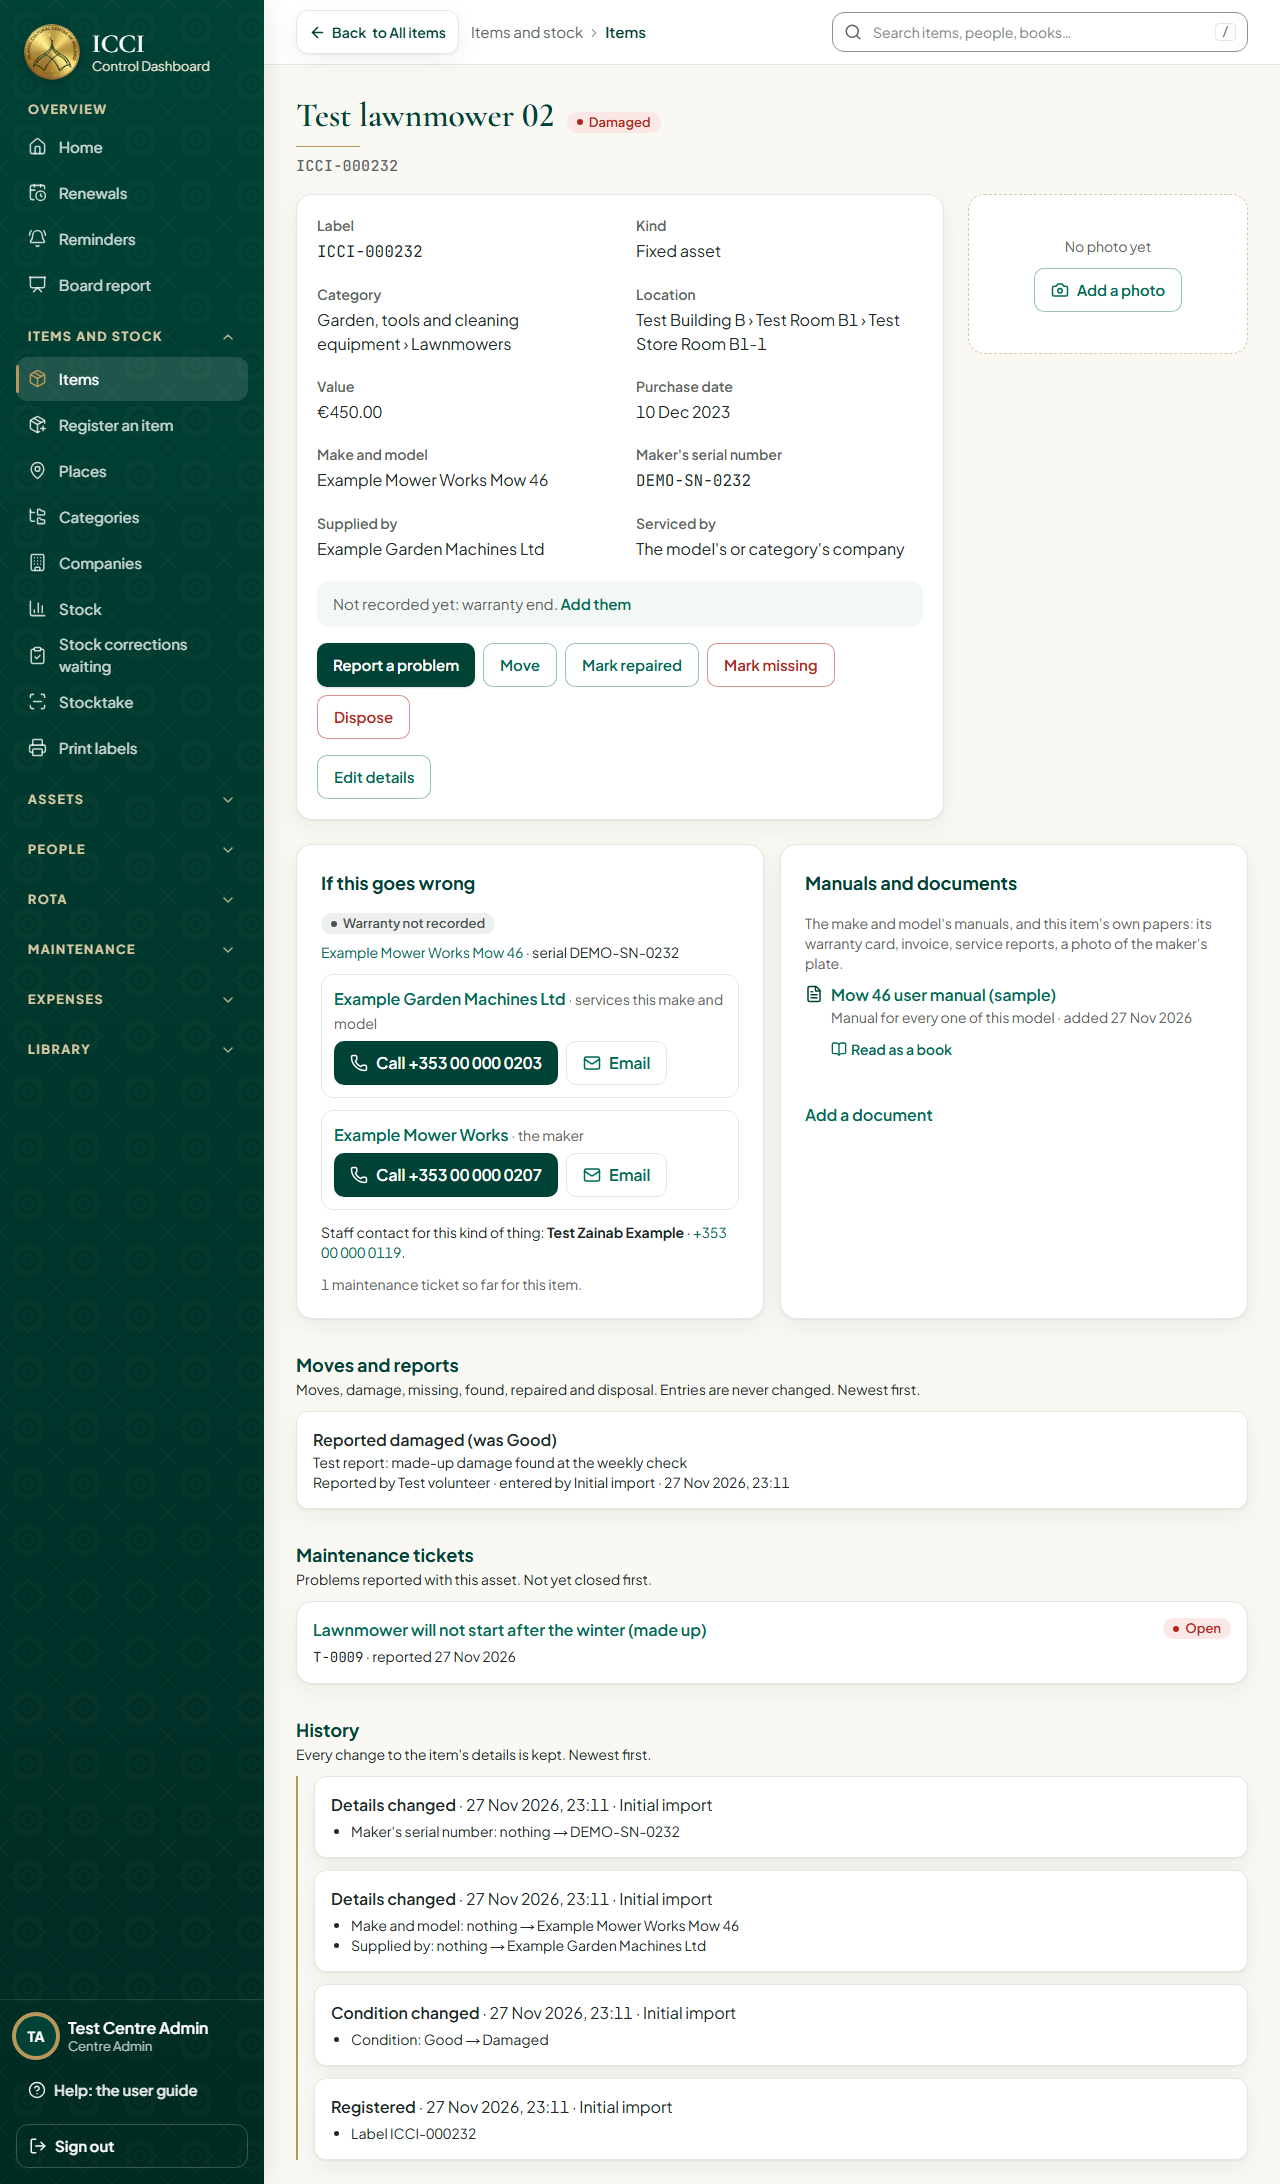 ICCI
Control Dashboard
OVERVIEW
Home
Renewals
Reminders
Board report
ITEMS AND STOCK
Items
Register an item
Places
Categories
Companies
Stock
Stock corrections
waiting
Stocktake
Print labels
ASSETS
PEOPLE
ROTA
MAINTENANCE
EXPENSES
LIBRARY
TA
Test Centre Admin
Centre Admin
Help: the user guide
Sign out
Back to All items
Items and stock › Items
Search items, people, books...
/
Test lawnmower 02
Damaged
ICCI-000232
Label
ICCI-000232
Kind
Fixed asset
Category
Garden, tools and cleaning
equipment › Lawnmowers
Location
Test Building B › Test Room B1 › Test
Store Room B1-1
Value
€450.00
Purchase date
10 Dec 2023
Make and model
Example Mower Works Mow 46
Maker's serial number
DEMO-SN-0232
Supplied by
Example Garden Machines Ltd
Serviced by
The model's or category's company
Not recorded yet: warranty end. Add them
Report a problem
Move
Mark repaired
Mark missing
Dispose
Edit details
No photo yet
Add a photo
If this goes wrong
Warranty not recorded
Example Mower Works Mow 46 · serial DEMO-SN-0232
Example Garden Machines Ltd · services this make and
model
Call +353 00 000 0203
Email
Example Mower Works · the maker
Call +353 00 000 0207
Email
Staff contact for this kind of thing: Test Zainab Example · +353
00 000 0119.
1 maintenance ticket so far for this item.
Manuals and documents
The make and model's manuals, and this item's own papers: its
warranty card, invoice, service reports, a photo of the maker's
plate.
Mow 46 user manual (sample)
Manual for every one of this model · added 27 Nov 2026
Read as a book
Add a document
Moves and reports
Moves, damage, missing, found, repaired and disposal. Entries are never changed. Newest first.
Reported damaged (was Good)
Test report: made-up damage found at the weekly check
Reported by Test volunteer · entered by Initial import · 27 Nov 2026, 23:11
Maintenance tickets
Problems reported with this asset. Not yet closed first.
Lawnmower will not start after the winter (made up)
Open
T-0009 · reported 27 Nov 2026
History
Every change to the item's details is kept. Newest first.
Details changed · 27 Nov 2026, 23:11 · Initial import
• Maker's serial number: nothing → DEMO-SN-0232
Details changed · 27 Nov 2026, 23:11 · Initial import
• Make and model: nothing → Example Mower Works Mow 46
• Supplied by: nothing → Example Garden Machines Ltd
Condition changed · 27 Nov 2026, 23:11 · Initial import
• Condition: Good → Damaged
Registered · 27 Nov 2026, 23:11 · Initial import
• Label ICCI-000232